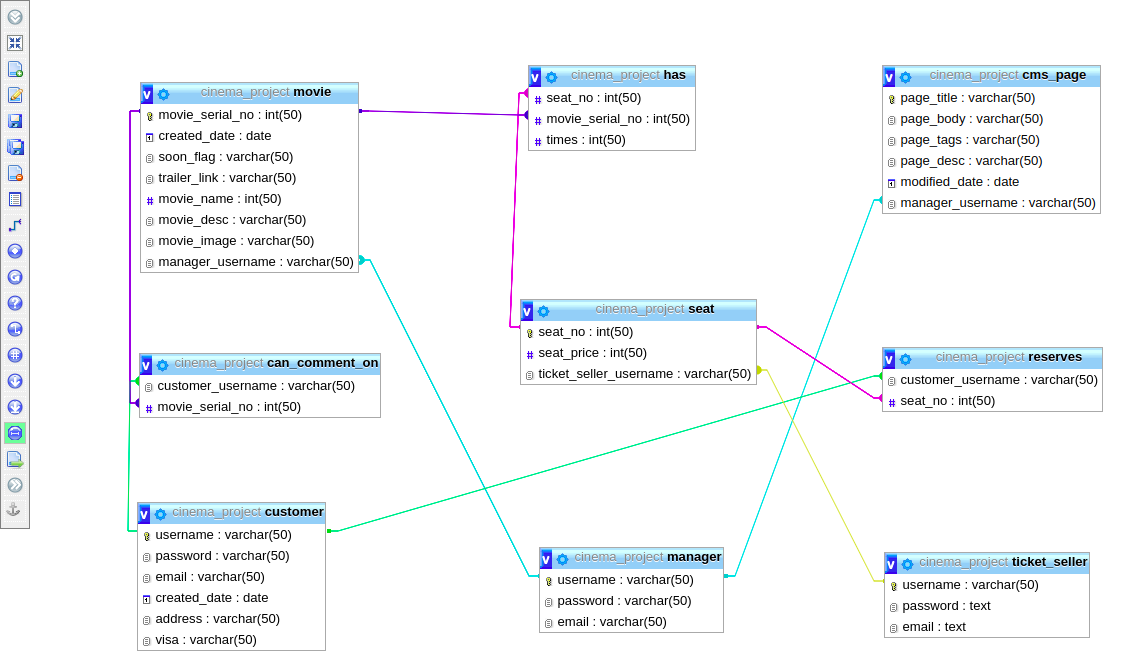 cinema_project movie
movie_serial_no : int(50)
created_date : date
soon_flag : varchar(50)
trailer_link : varchar(50)
movie_name : int(50)
movie_desc : varchar(50)
movie_image : varchar(50)
manager_username : varchar(50)
cinema_project has
seat_no : int(50)
movie_serial_no : int(50)
times : int(50)
cinema_project cms_page
page_title : varchar(50)
page_body : varchar(50)
page_tags : varchar(50)
page_desc : varchar(50)
modified_date : date
manager_username : varchar(50)
cinema_project can_comment_on
customer_username : varchar(50)
movie_serial_no : int(50)
cinema_project seat
seat_no : int(50)
seat_price : int(50)
ticket_seller_username : varchar(50)
cinema_project reserves
customer_username : varchar(50)
seat_no : int(50)
cinema_project customer
username : varchar(50)
password : varchar(50)
email : varchar(50)
created_date : date
address : varchar(50)
visa : varchar(50)
cinema_project manager
username : varchar(50)
password : varchar(50)
email : varchar(50)
cinema_project ticket_seller
username : varchar(50)
password : text
email : text